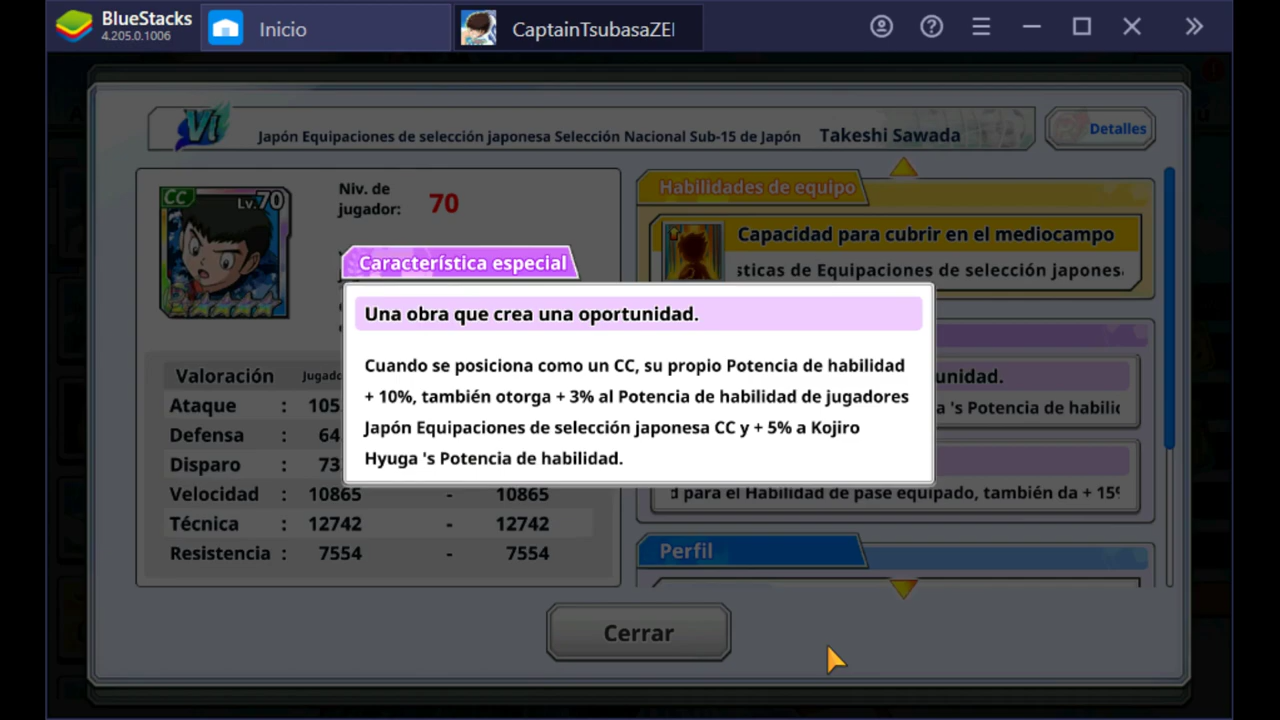 BlueStacks
4.205.0.1006
Inicio
CaptainTsubasaZEI
Vi
Japón Equipaciones de selección japonesa Selección Nacional Sub-15 de Japón Takeshi Sawada
Detalles
CC
Lv.70
Niv. de
jugador:
70
Habilidades de equipo
Capacidad para cubrir en el mediocampo
sticas de Equipaciones de selección japonesa
Característica especial
Una obra que crea una oportunidad.
Cuando se posiciona como un CC, su propio Potencia de habilidad
+ 10%, también otorga + 3% al Potencia de habilidad de jugadores
Japón Equipaciones de selección japonesa CC y + 5% a Kojiro
Hyuga 's Potencia de habilidad.
unidad.
a 's Potencia de habilic
d para el Habilidad de pase equipado, también da + 15%
Valoración Jugado
Ataque : 105
Defensa : 64
Disparo : 73
Velocidad : 10865 - 10865
Técnica : 12742 - 12742
Resistencia : 7554 - 7554
Perfil
Cerrar